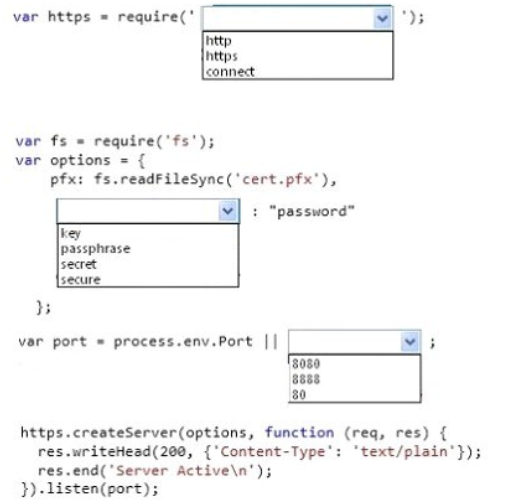 var https = require(' ');
http
https
connect
var fs = require('fs');
var options = {
pfx: fs.readFileSync('cert.pfx'),
: "password"
key
passphrase
secret
secure
};
var port = process.env.Port || ;
8080
8888
80
https.createServer(options, function (req, res) {
res.writeHead(200, {'Content-Type': 'text/plain'});
res.end('Server Active\n');
}).listen(port);